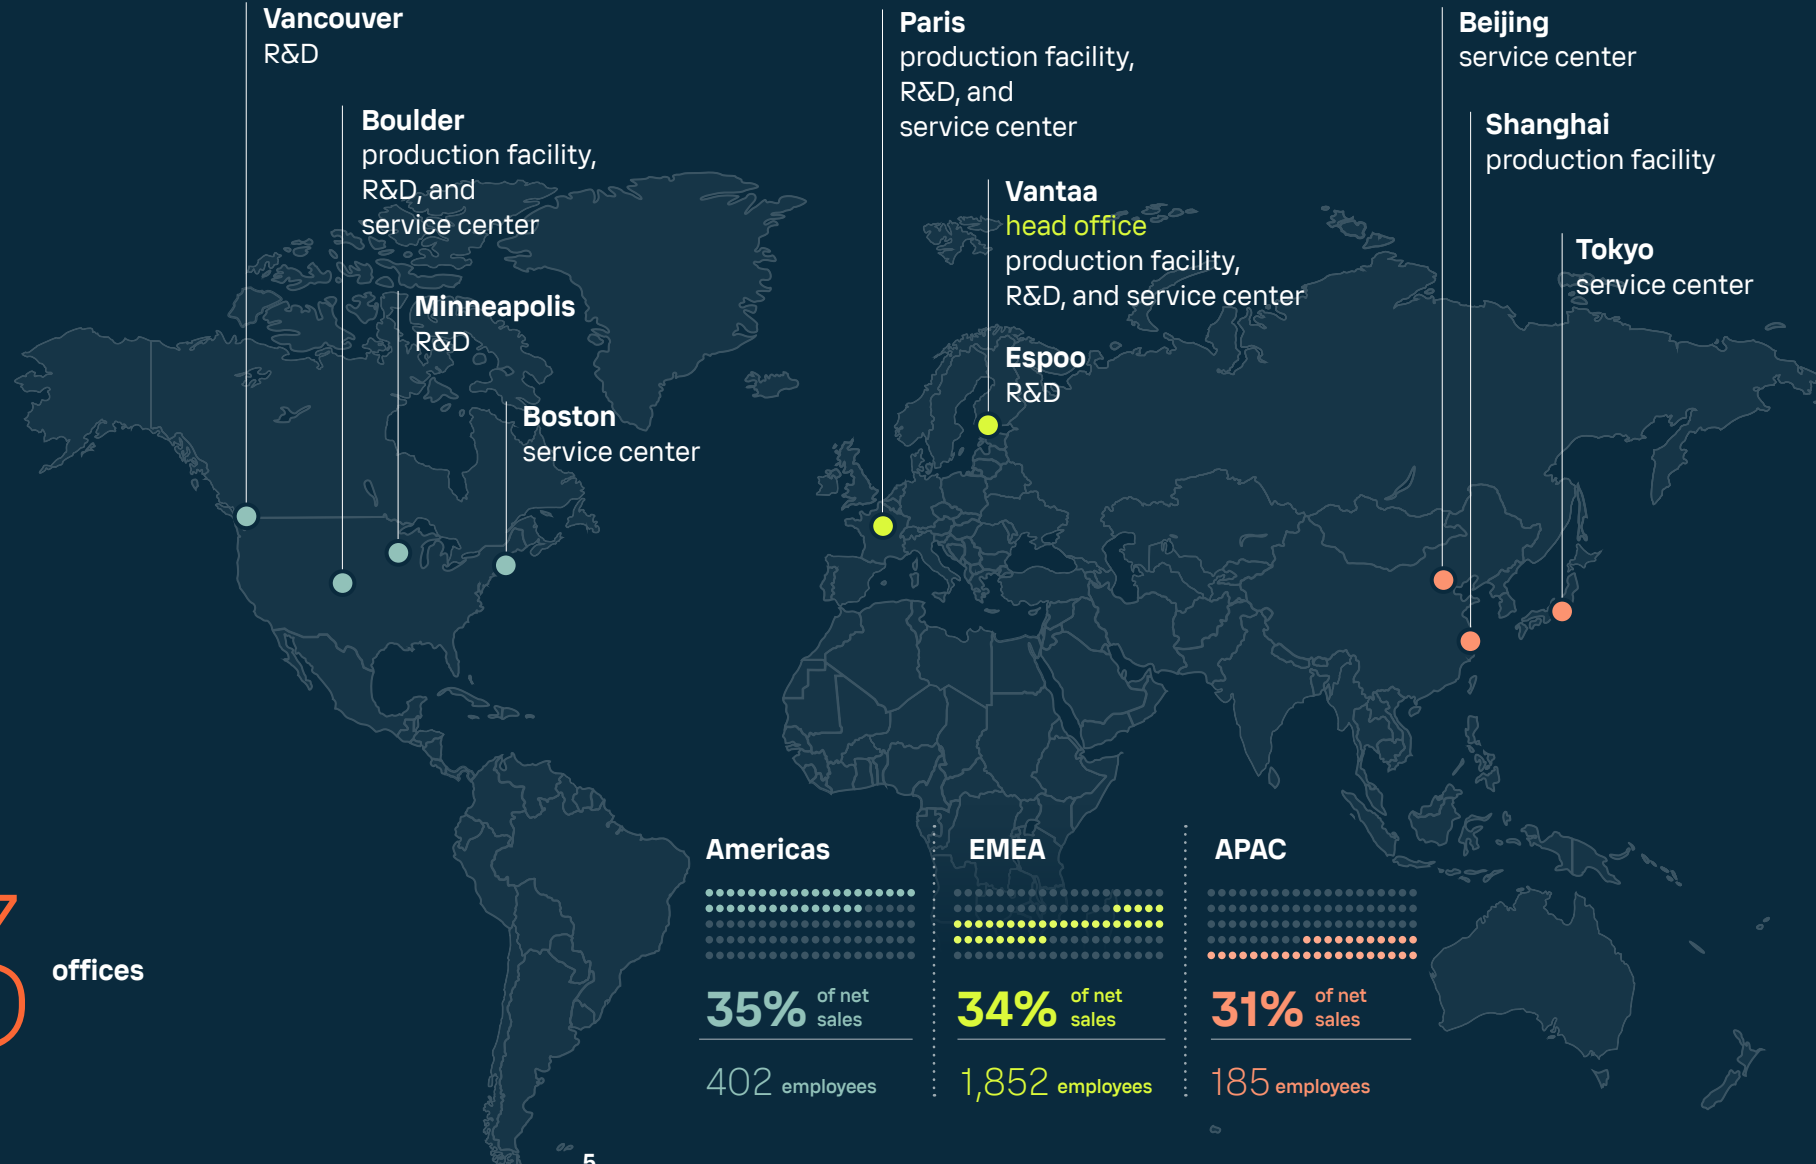 Vancouver
R&D
Boulder
production facility,
R&D, and
service center
Minneapolis
R&D
Boston
service center
Paris
production facility,
R&D, and
service center
Vantaa
head office
production facility,
R&D, and service center
Espoo
R&D
Beijing
service center
Shanghai
production facility
Tokyo
service center
offices
Americas
35% of net
sales
402 employees
EMEA
34% of net
sales
1,852 employees
APAC
31% of net
sales
185 employees
5